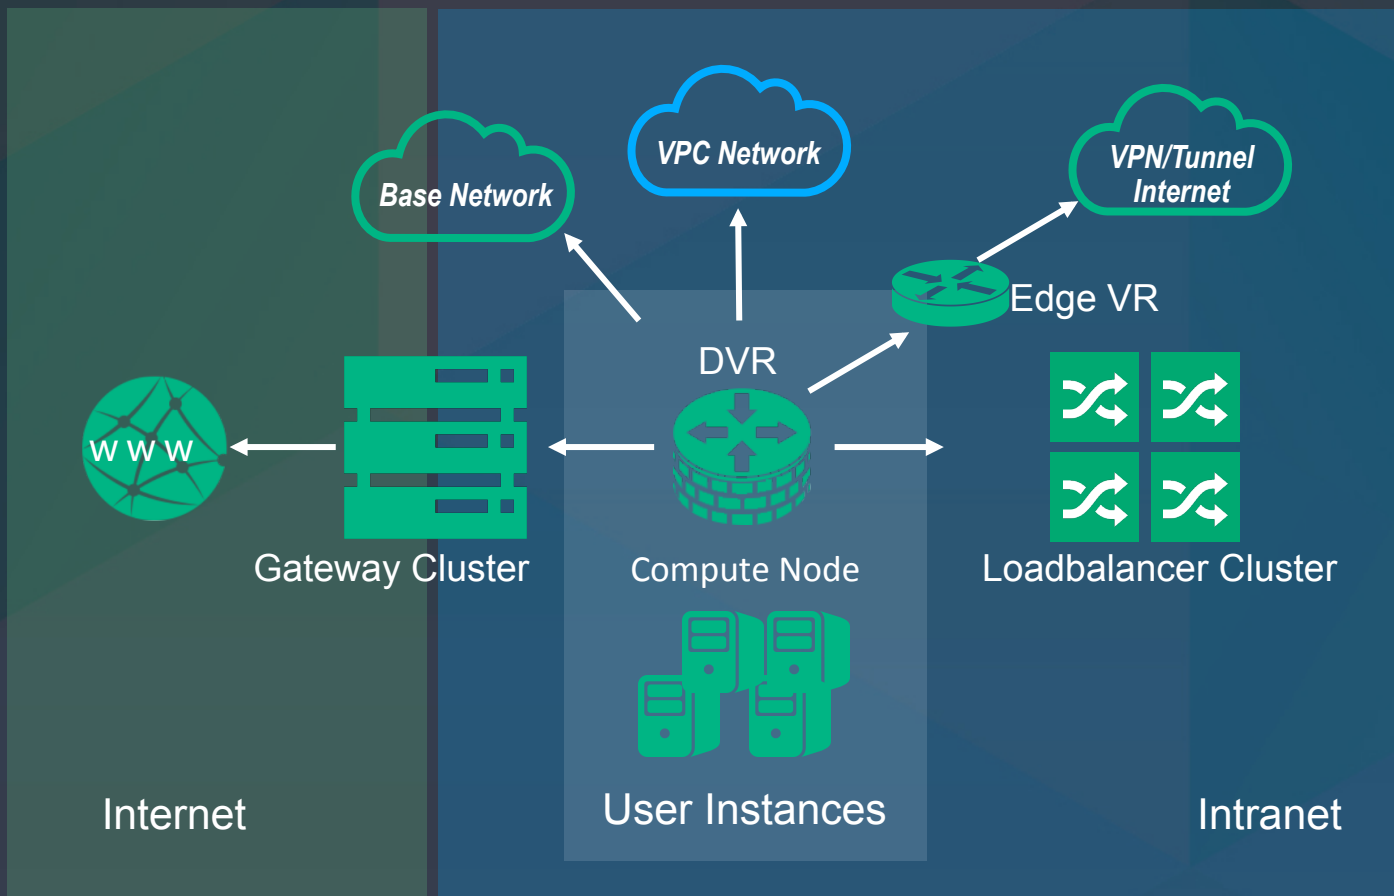 VPC Network
VPN/Tunnel
Internet
Base Network
Edge VR
DVR
W W W
Gateway Cluster
Compute Node
Loadbalancer Cluster
Internet
User Instances
Intranet